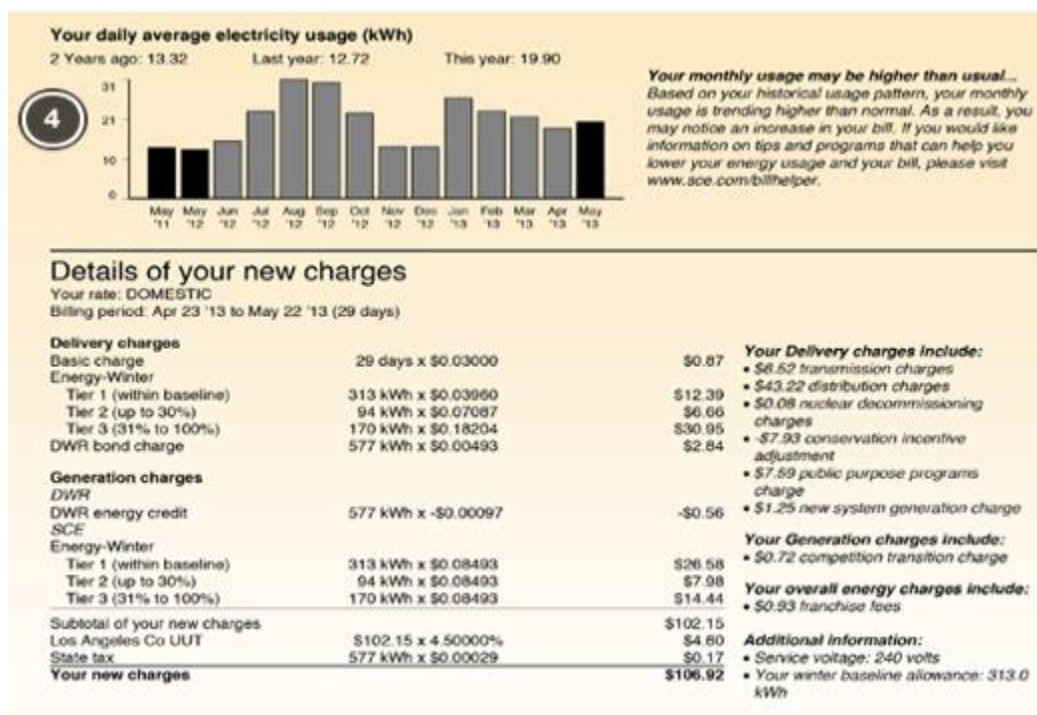 Your daily average electricity usage (kWh)
2 Years ago: 13.32 Last year: 12.72 This year: 19.90
31
21
10
0
4
May '11 May '12 Jun '12 Jul '12 Aug '12 Sep '12 Oct '12 Nov '12 Dec '12 Jan '13 Feb '13 Mar '13 Apr '13 May '13
Your monthly usage may be higher than usual...
Based on your historical usage pattern, your monthly
usage is trending higher than normal. As a result, you
may notice an increase in your bill. If you would like
information on tips and programs that can help you
lower your energy usage and your bill, please visit
www.sce.com/billhelper.
Details of your new charges
Your rate: DOMESTIC
Billing period: Apr 23 '13 to May 22 '13 (29 days)
Delivery charges
Basic charge 29 days x $0.03000 $0.87
Energy-Winter
Tier 1 (within baseline) 313 kWh x $0.03960 $12.39
Tier 2 (up to 30%) 94 kWh x $0.07087 $6.66
Tier 3 (31% to 100%) 170 kWh x $0.18204 $30.95
DWR bond charge 577 kWh x $0.00493 $2.84
Generation charges
DWR
DWR energy credit 577 kWh x -$0.00097 -$0.56
SCE
Energy-Winter
Tier 1 (within baseline) 313 kWh x $0.08493 $26.58
Tier 2 (up to 30%) 94 kWh x $0.08493 $7.98
Tier 3 (31% to 100%) 170 kWh x $0.08493 $14.44
Subtotal of your new charges $102.15
Los Angeles Co UUT $102.15 x 4.50000% $4.60
State tax 577 kWh x $0.00029 $0.17
Your new charges $106.92
Your Delivery charges include:
• $6.52 transmission charges
• $43.22 distribution charges
• $0.08 nuclear decommissioning
charges
• -$7.93 conservation incentive
adjustment
• $7.59 public purpose programs
charge
• $1.25 new system generation charge
Your Generation charges include:
• $0.72 competition transition charge
Your overall energy charges include:
• $0.93 franchise fees
Additional information:
• Service voltage: 240 volts
• Your winter baseline allowance: 313.0
kWh